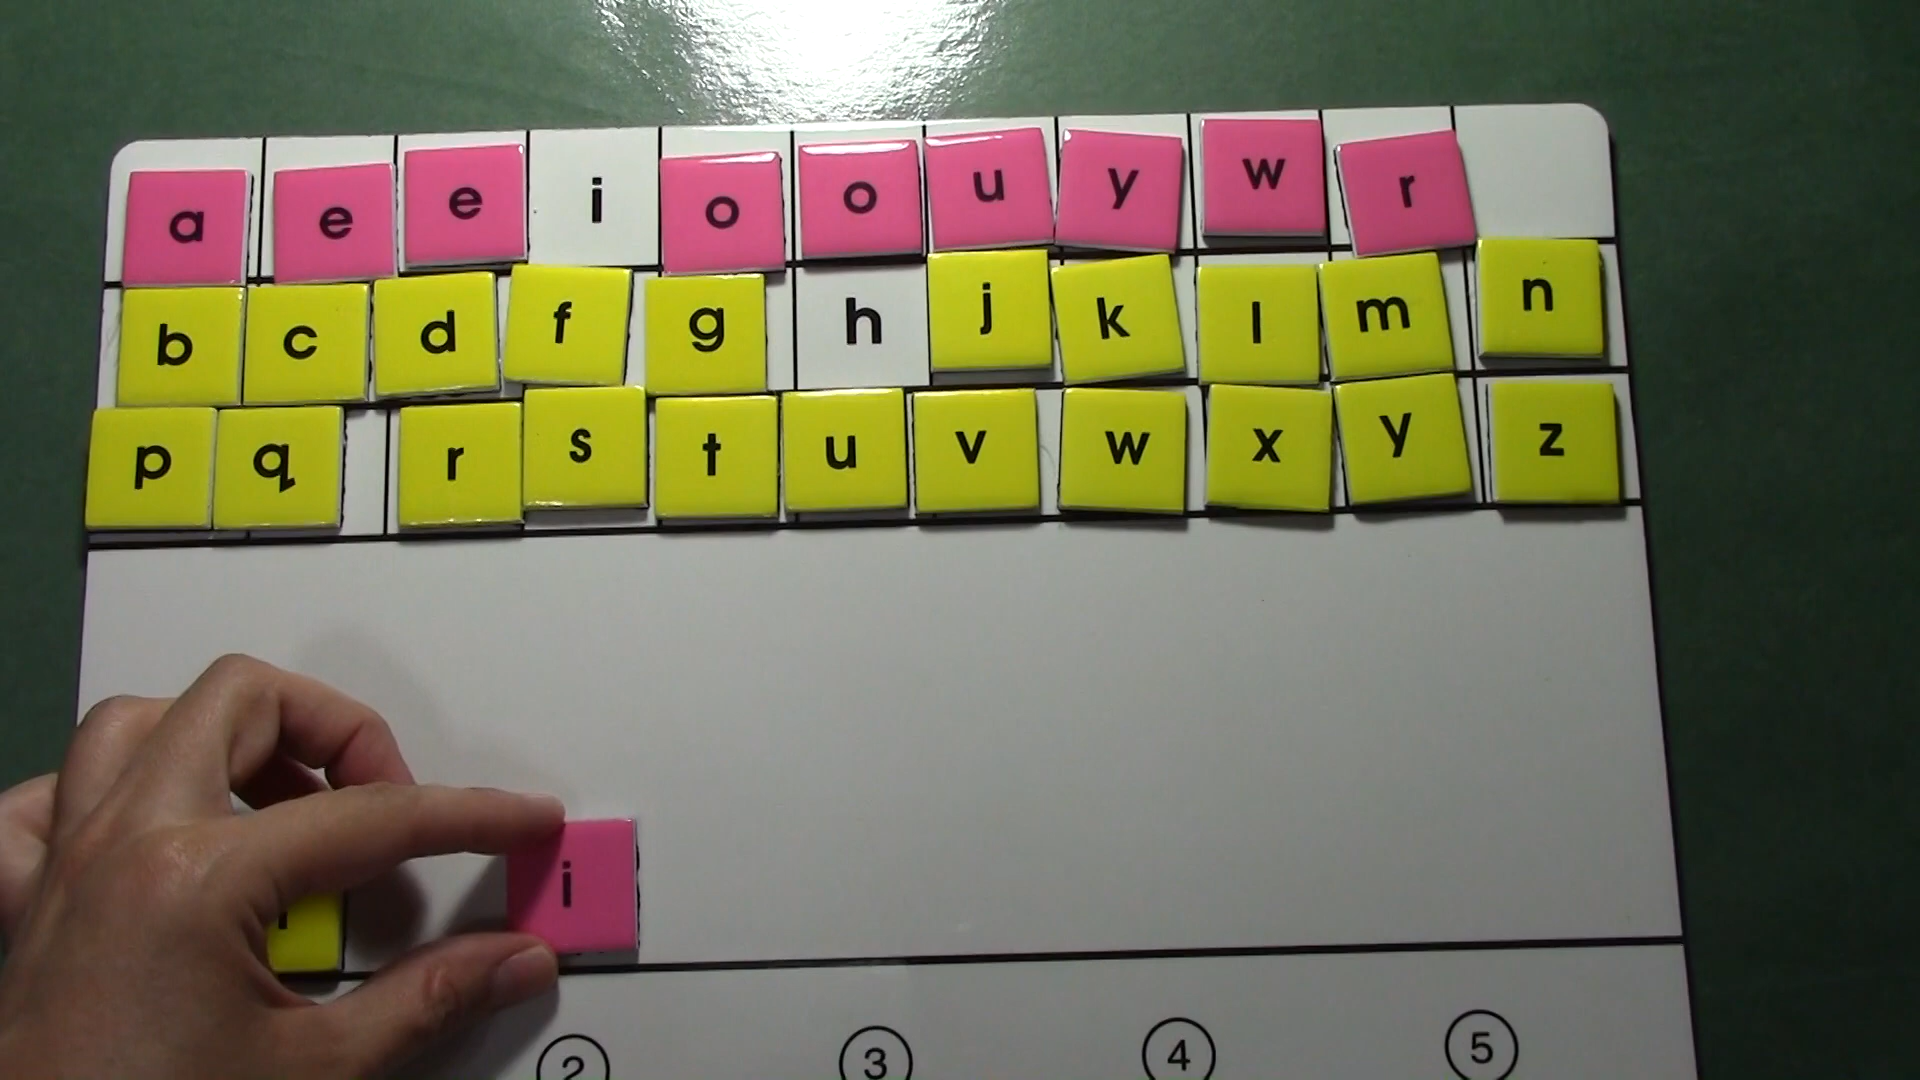 a e e i o o u y w r
b c d f g h j k l m n
p q r s t u v w x y z
i
2 3 4 5